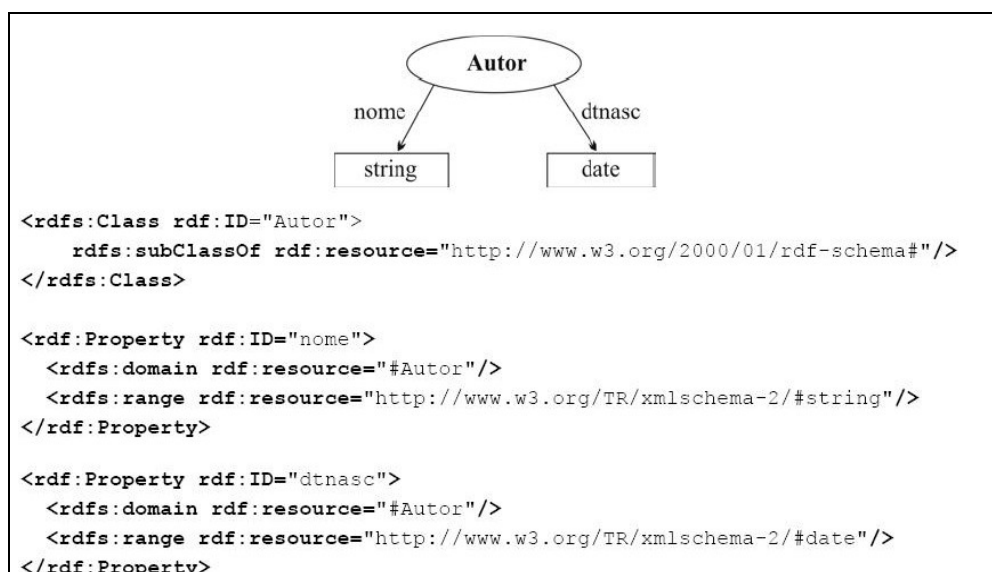 Autor
nome dtnasc
string date
<rdfs:Class rdf:ID="Autor">
rdfs:subClassOf rdf:resource="http://www.w3.org/2000/01/rdf-schema#"/>
</rdfs:Class>
<rdf:Property rdf:ID="nome">
<rdfs:domain rdf:resource="#Autor"/>
<rdfs:range rdf:resource="http://www.w3.org/TR/xmlschema-2/#string"/>
</rdf:Property>
<rdf:Property rdf:ID="dtnasc">
<rdfs:domain rdf:resource="#Autor"/>
<rdfs:range rdf:resource="http://www.w3.org/TR/xmlschema-2/#date"/>
</rdf:Property>